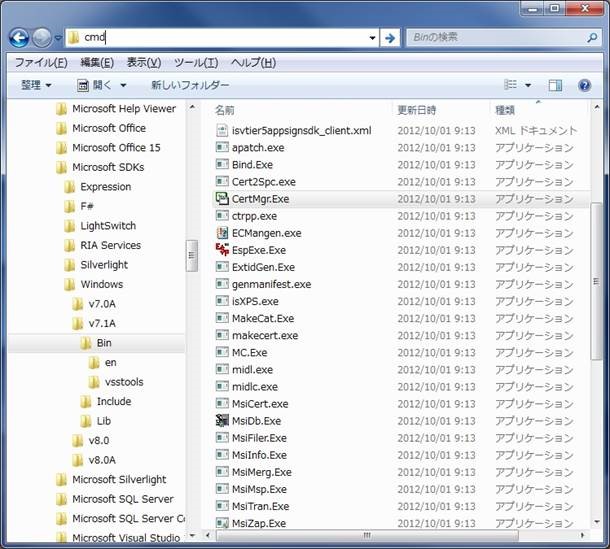 cmd
Binの検索
ファイル(F) 編集(E) 表示(V) ツール(T) ヘルプ(H)
整理 開く 新しいフォルダー
Microsoft Help Viewer
Microsoft Office
Microsoft Office 15
Microsoft SDKs
Expression
F#
LightSwitch
RIA Services
Silverlight
Windows
v7.0A
v7.1A
Bin
en
vsstools
Include
Lib
v8.0
v8.0A
Microsoft Silverlight
Microsoft SQL Server
Microsoft SQL Server Co
Microsoft Visual Studio
名前 更新日時 種類
isvtier5appsignsdk_client.xml 2012/10/01 9:13 XML ドキュメント
apatch.exe 2012/10/01 9:13 アプリケーション
Bind.Exe 2012/10/01 9:13 アプリケーション
Cert2Spc.exe 2012/10/01 9:13 アプリケーション
CertMgr.Exe 2012/10/01 9:13 アプリケーション
ctrpp.exe 2012/10/01 9:13 アプリケーション
ECMangen.exe 2012/10/01 9:13 アプリケーション
EspExe.Exe 2012/10/01 9:13 アプリケーション
ExtidGen.Exe 2012/10/01 9:13 アプリケーション
genmanifest.exe 2012/10/01 9:13 アプリケーション
isXPS.Exe 2012/10/01 9:13 アプリケーション
MakeCat.Exe 2012/10/01 9:13 アプリケーション
makecert.exe 2012/10/01 9:13 アプリケーション
MC.Exe 2012/10/01 9:13 アプリケーション
midl.Exe 2012/10/01 9:13 アプリケーション
midlc.Exe 2012/10/01 9:13 アプリケーション
MsiCert.Exe 2012/10/01 9:13 アプリケーション
MsiDb.Exe 2012/10/01 9:13 アプリケーション
MsiFiler.Exe 2012/10/01 9:13 アプリケーション
MsiInfo.Exe 2012/10/01 9:13 アプリケーション
MsiMerg.Exe 2012/10/01 9:13 アプリケーション
MsiMsp.Exe 2012/10/01 9:13 アプリケーション
MsiTran.Exe 2012/10/01 9:13 アプリケーション
MsiZap.Exe 2012/10/01 9:13 アプリケーション